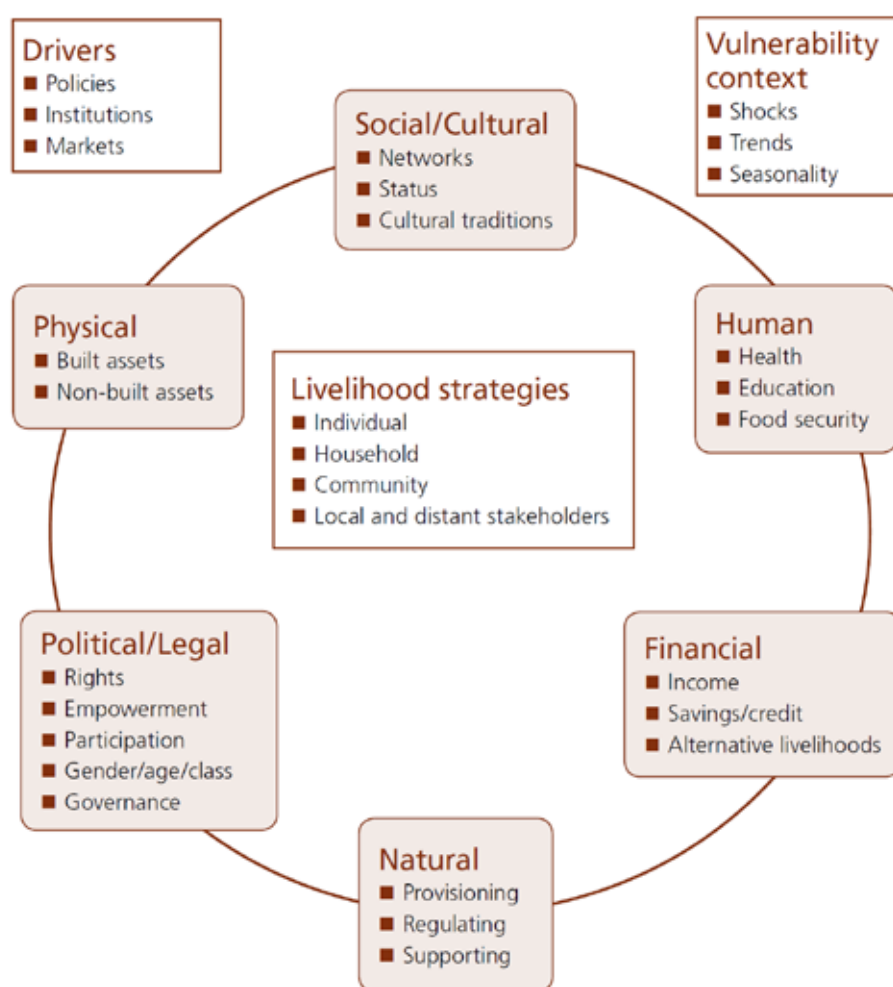 Drivers
■ Policies
■ Institutions
■ Markets
Vulnerability
context
■ Shocks
■ Trends
■ Seasonality
Social/Cultural
■ Networks
■ Status
■ Cultural traditions
Physical
■ Built assets
■ Non-built assets
Human
■ Health
■ Education
■ Food security
Livelihood strategies
■ Individual
■ Household
■ Community
■ Local and distant stakeholders
Political/Legal
■ Rights
■ Empowerment
■ Participation
■ Gender/age/class
■ Governance
Financial
■ Income
■ Savings/credit
■ Alternative livelihoods
Natural
■ Provisioning
■ Regulating
■ Supporting